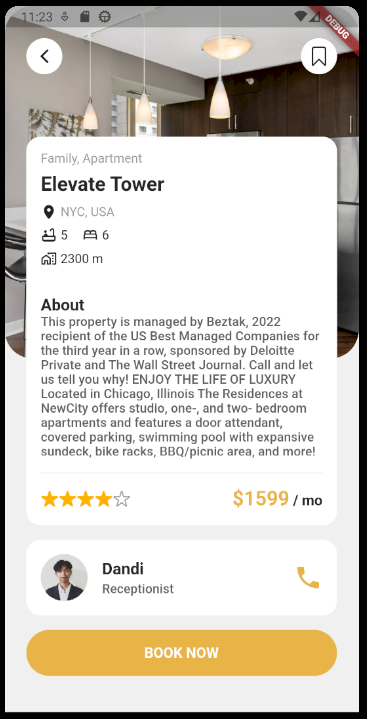 11:23
DEBUG
Family, Apartment
Elevate Tower
NYC, USA
5 6
2300 m
About
This property is managed by Beztak, 2022
recipient of the US Best Managed Companies for
the third year in a row, sponsored by Deloitte
Private and The Wall Street Journal. Call and let
us tell you why! ENJOY THE LIFE OF LUXURY
Located in Chicago, Illinois The Residences at
NewCity offers studio, one-, and two- bedroom
apartments and features a door attendant,
covered parking, swimming pool with expansive
sundeck, bike racks, BBQ/picnic area, and more!
$1599 / mo
Dandi
Receptionist
BOOK NOW